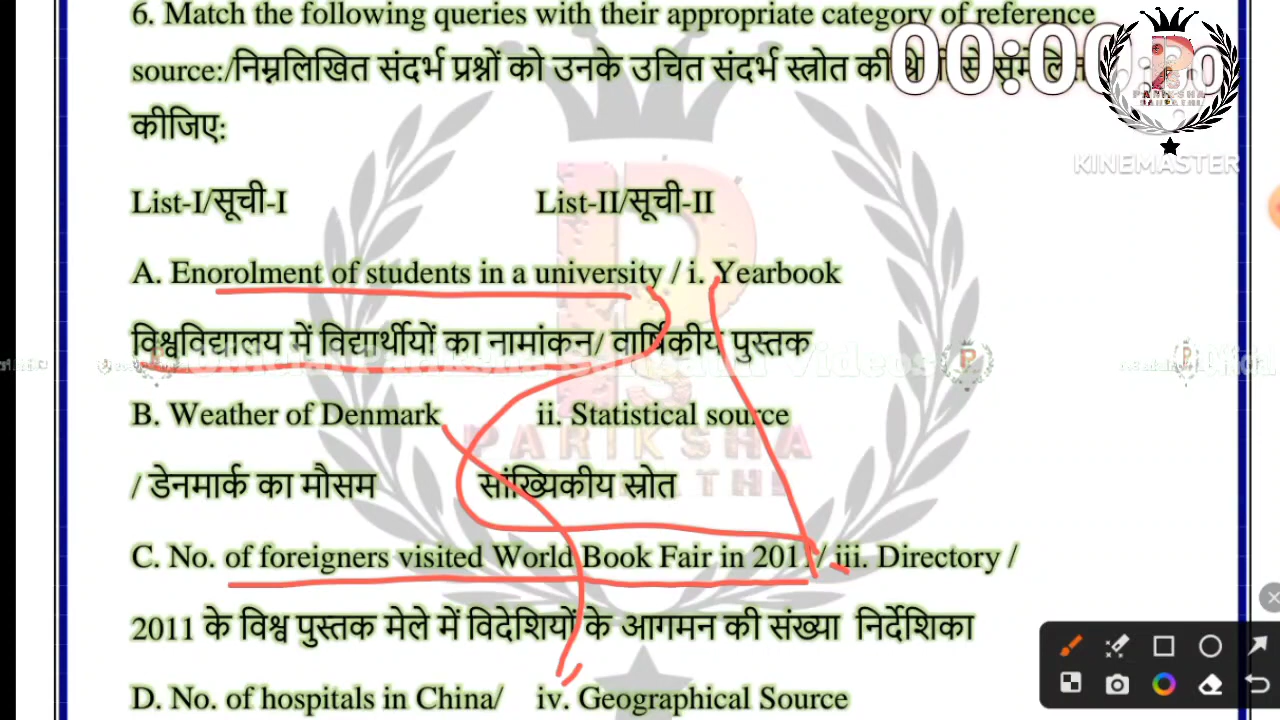 6. Match the following queries with their appropriate category of reference
source:/निम्नलिखित संदर्भ प्रश्नों को उनके उचित संदर्भ स्त्रोत की
कीजिए:
KINEMASTER
List-I/सूची-I List-II/सूची-II
A. Enorolment of students in a university / i. Yearbook
विश्वविद्यालय में विद्यार्थीयों का नामांकन/ वार्षिकीय पुस्तक
B. Weather of Denmark ii. Statistical source
PARIKSHA
/ डेनमार्क का मौसम सांख्यिकीय स्रोत
C. No. of foreigners visited World Book Fair in 2011/ iii. Directory /
2011 के विश्व पुस्तक मेले में विदेशियों के आगमन की संख्या निर्देशिका
D. No. of hospitals in China/ iv. Geographical Source